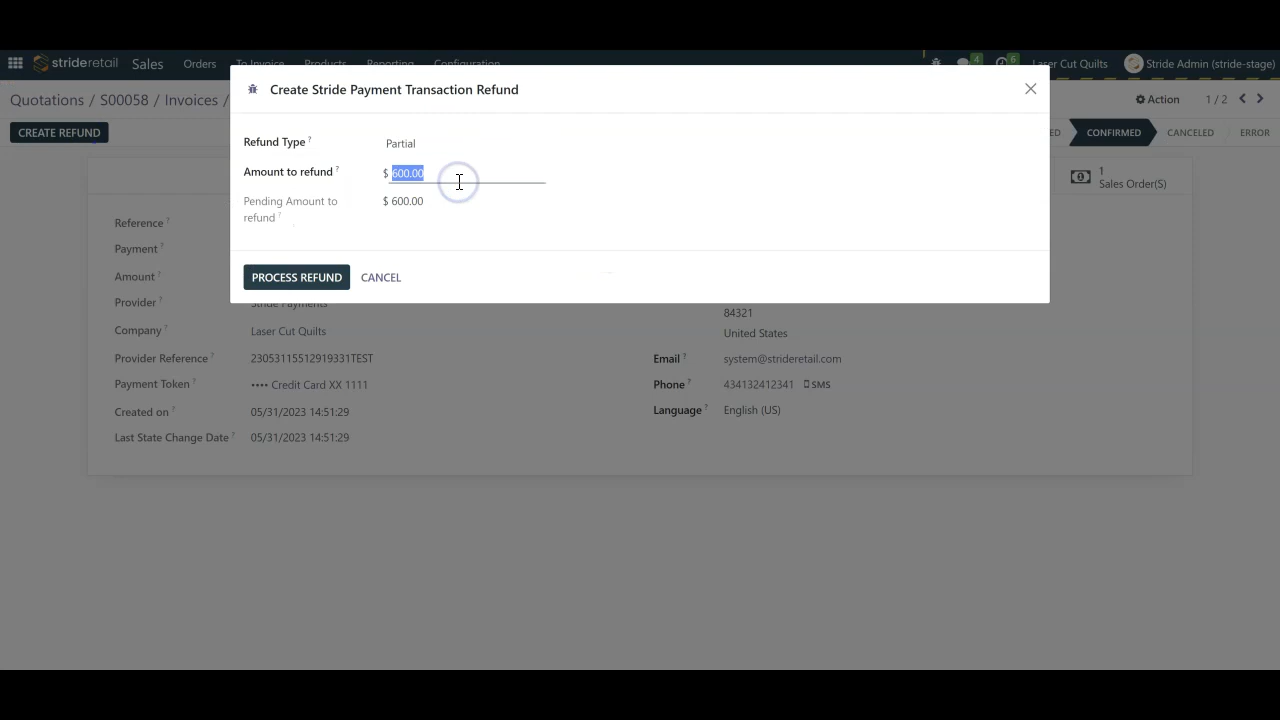 strideretail Sales Orders To Invoice Products Reporting Configuration 4 6 Laser Cut Quilts Stride Admin (stride-stage)
Create Stride Payment Transaction Refund
Quotations / S00058 / Invoices /
Action 1 / 2
CREATE REFUND
CONFIRMED CANCELED ERROR
Refund Type ? Partial
Amount to refund ? $ 600.00
Pending Amount to
refund ? $ 600.00
PROCESS REFUND CANCEL
1
Sales Order(s)
Reference ?
Payment ?
Amount ?
Provider ? Stride Payments
Company ? Laser Cut Quilts
Provider Reference ? 23053115512919331TEST
Payment Token ? •••• Credit Card XX 1111
Created on ? 05/31/2023 14:51:29
Last State Change Date ? 05/31/2023 14:51:29
84321
United States
Email ? system@strideretail.com
Phone ? 434132412341 SMS
Language ? English (US)